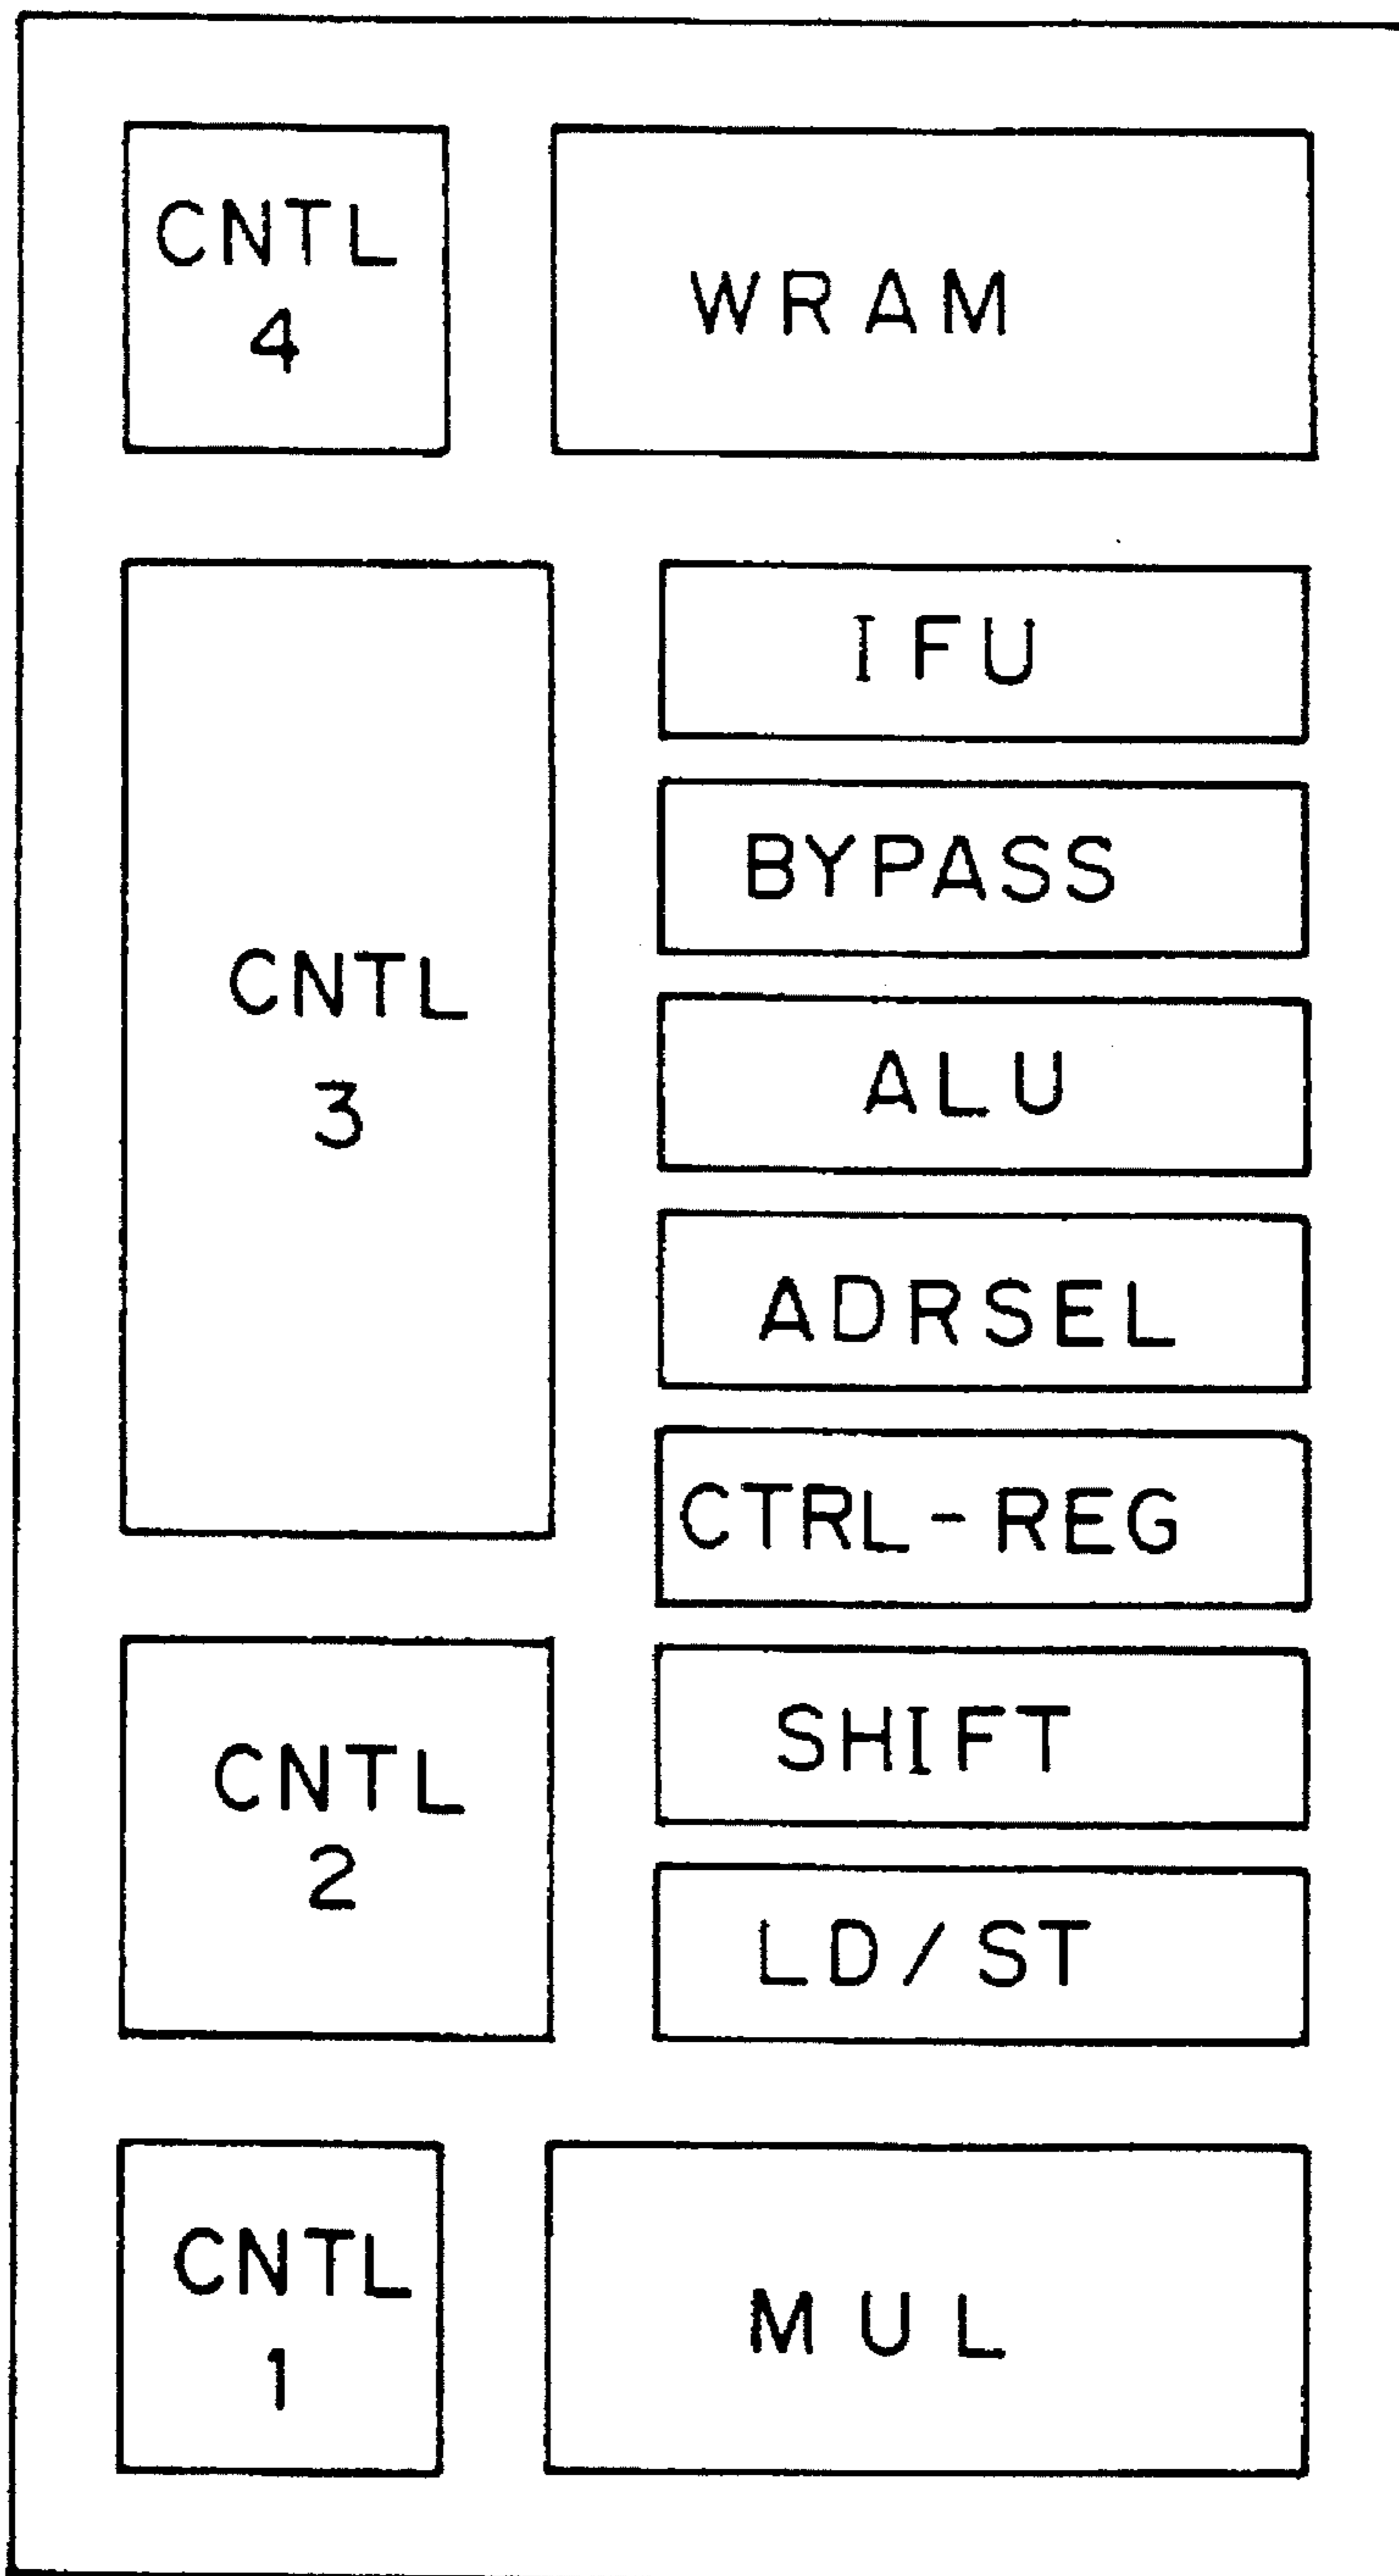 CNTL
4
WRAM
IFU
BYPASS
CNTL
3
ALU
ADRSEL
CTRL-REG
CNTL
2
SHIFT
LD/ST
CNTL
1
MUL